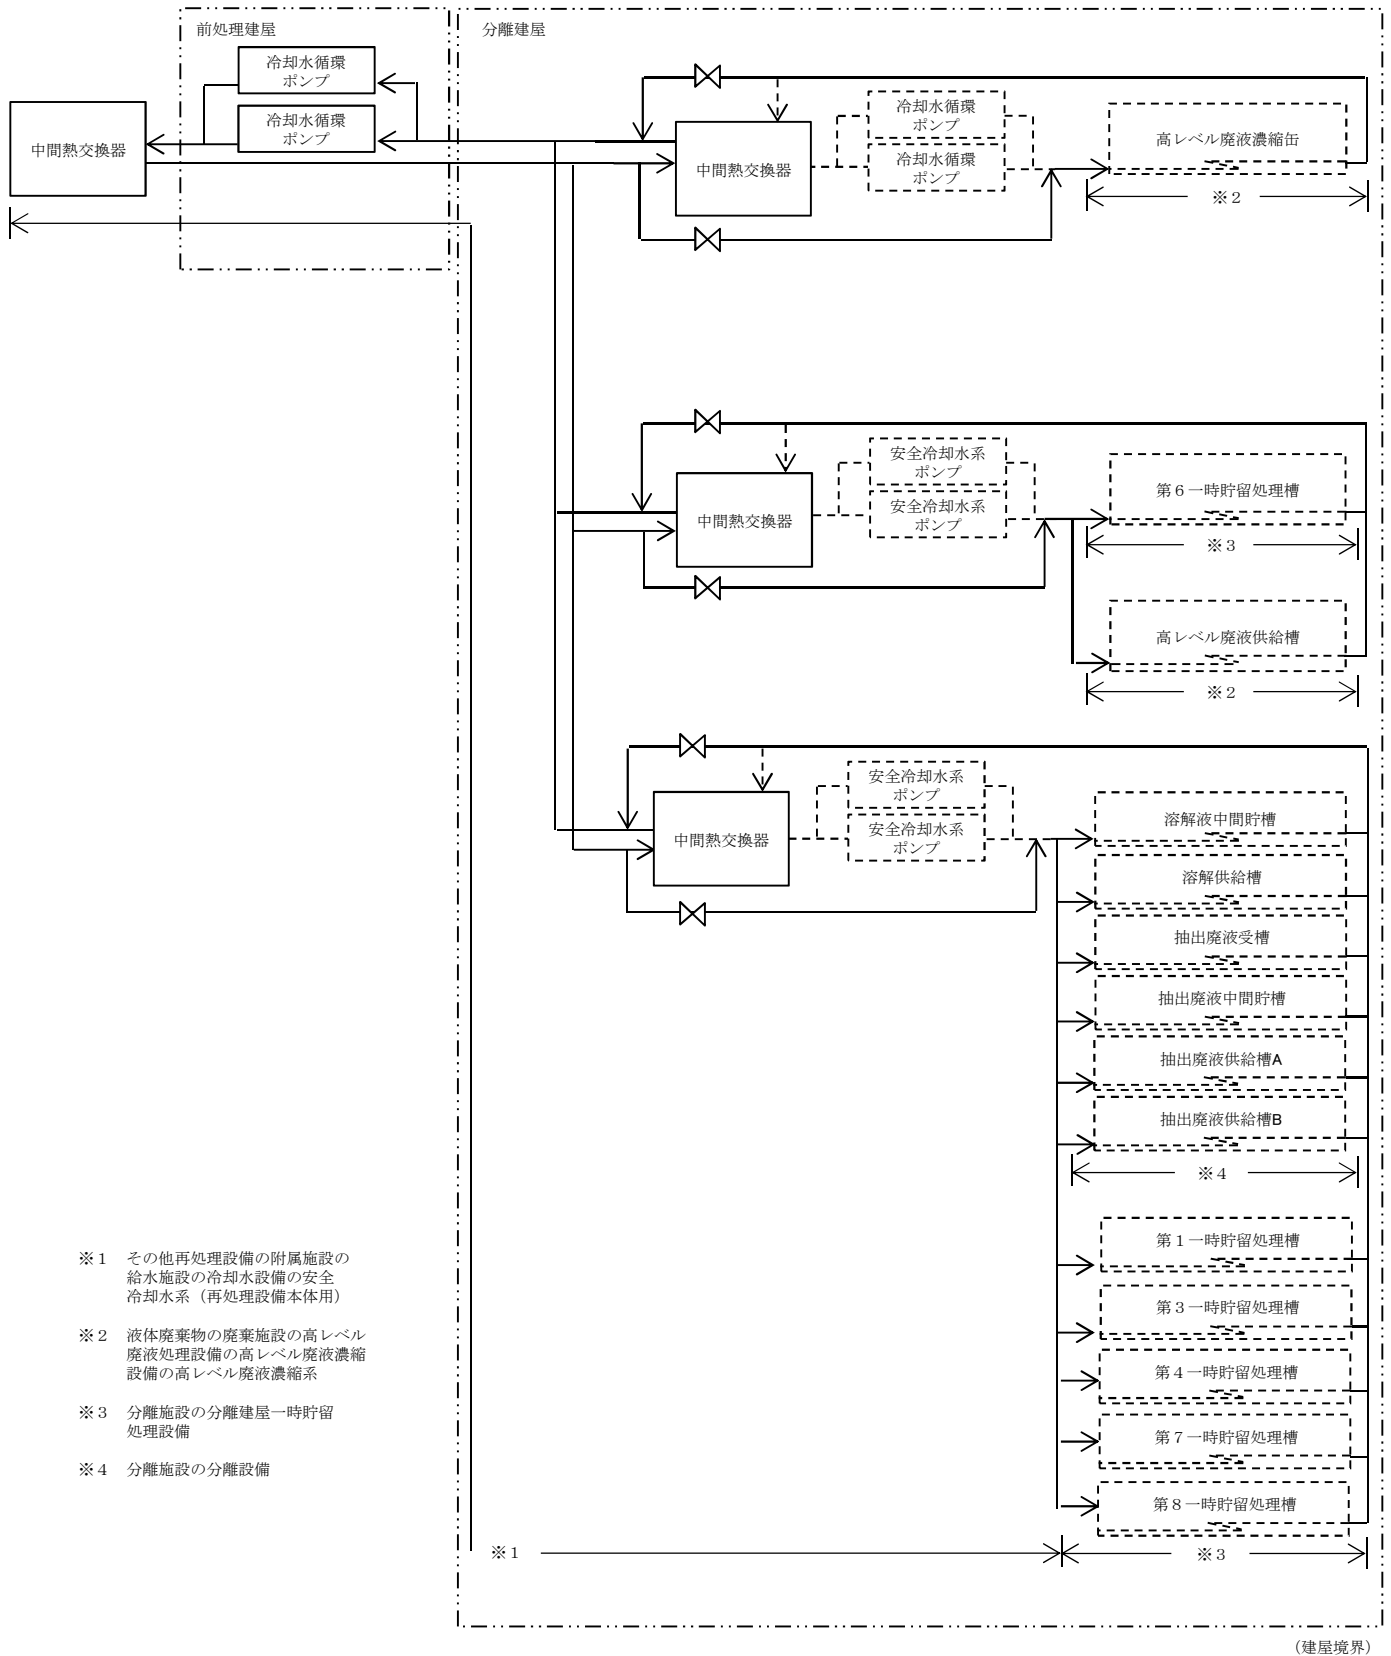 前処理建屋
分離建屋
冷却水循環
ポンプ
冷却水循環
ポンプ
中間熱交換器
中間熱交換器
冷却水循環
ポンプ
冷却水循環
ポンプ
高レベル廃液濃縮缶
※２
中間熱交換器
安全冷却水系
ポンプ
安全冷却水系
ポンプ
第６一時貯留処理槽
※３
高レベル廃液供給槽
※２
中間熱交換器
安全冷却水系
ポンプ
安全冷却水系
ポンプ
溶解液中間貯槽
溶解供給槽
抽出廃液受槽
抽出廃液中間貯槽
抽出廃液供給槽A
抽出廃液供給槽B
※４
第１一時貯留処理槽
第３一時貯留処理槽
第４一時貯留処理槽
第７一時貯留処理槽
第８一時貯留処理槽
※１
※３
※１　その他再処理設備の附属施設の
給水施設の冷却水設備の安全
冷却水系（再処理設備本体用）
※２　液体廃棄物の廃棄施設の高レベル
廃液処理設備の高レベル廃液濃縮
設備の高レベル廃液濃縮系
※３　分離施設の分離建屋一時貯留
処理設備
※４　分離施設の分離設備
（建屋境界）